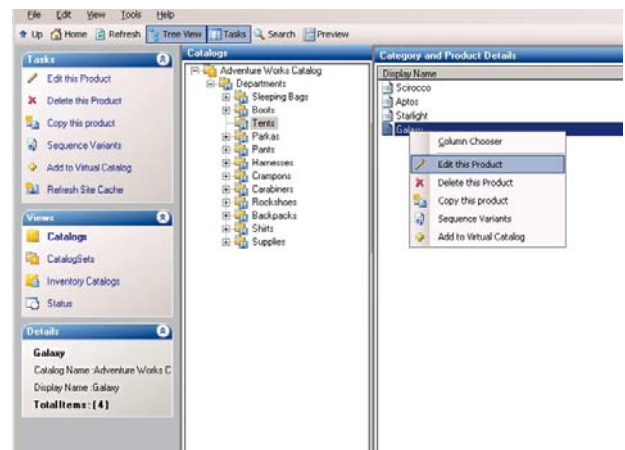 File Edit View Tools Help
Up Home Refresh Tree View Tasks Search Preview
Tasks
Edit this Product
Delete this Product
Copy this product
Sequence Variants
Add to Virtual Catalog
Refresh Site Cache
Views
Catalogs
CatalogSets
Inventory Catalogs
Status
Details
Galaxy
Catalog Name :Adventure Works C
Display Name :Galaxy
TotalItems: (4)
Catalogs
Adventure Works Catalog
Departments
Sleeping Bags
Boots
Tents
Parkas
Pants
Harnesses
Crampons
Carabiners
Rockshoes
Backpacks
Shirts
Supplies
Category and Product Details
Display Name
Scirocco
Aptos
Starlight
Galaxy
Column Chooser
Edit this Product
Delete this Product
Copy this product
Sequence Variants
Add to Virtual Catalog